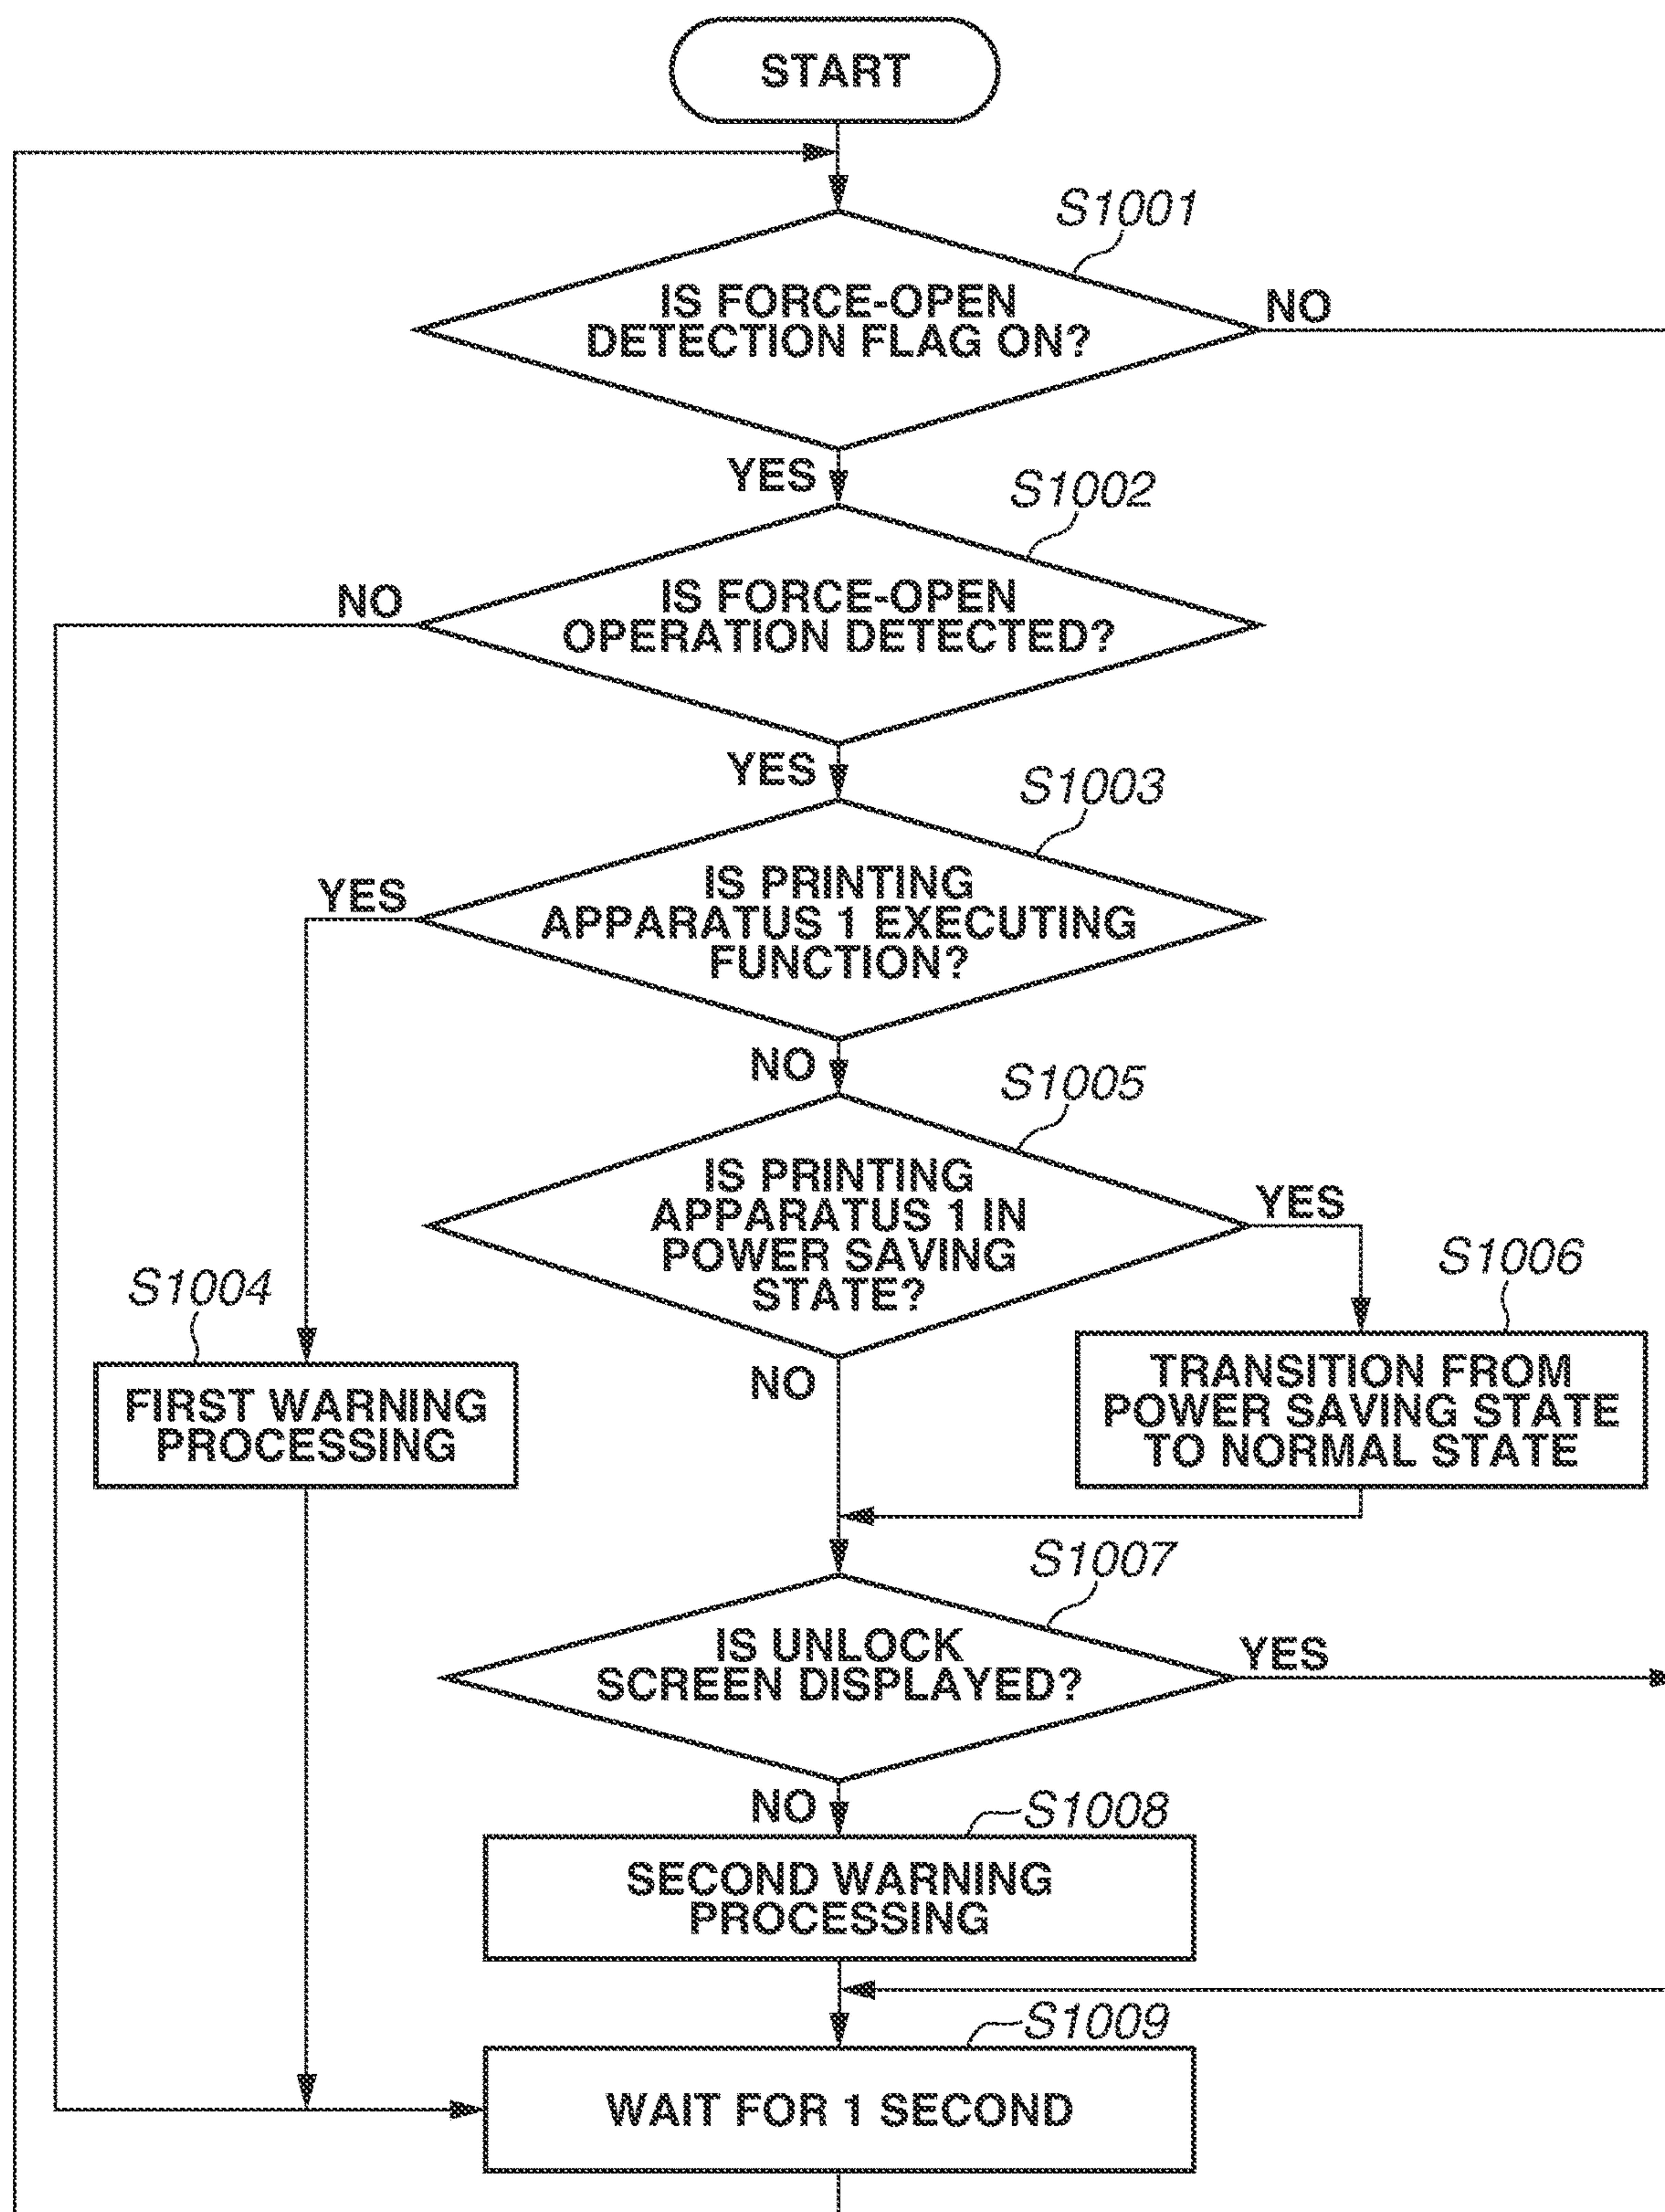 START
S1001
IS FORCE-OPEN
DETECTION FLAG ON?
NO
YES
S1002
IS FORCE-OPEN
OPERATION DETECTED?
NO
YES
S1003
IS PRINTING
APPARATUS 1 EXECUTING
FUNCTION?
YES
NO
S1005
IS PRINTING
APPARATUS 1 IN
POWER SAVING
STATE?
YES
NO
S1004
FIRST WARNING
PROCESSING
S1006
TRANSITION FROM
POWER SAVING STATE
TO NORMAL STATE
S1007
IS UNLOCK
SCREEN DISPLAYED?
YES
NO
S1008
SECOND WARNING
PROCESSING
S1009
WAIT FOR 1 SECOND